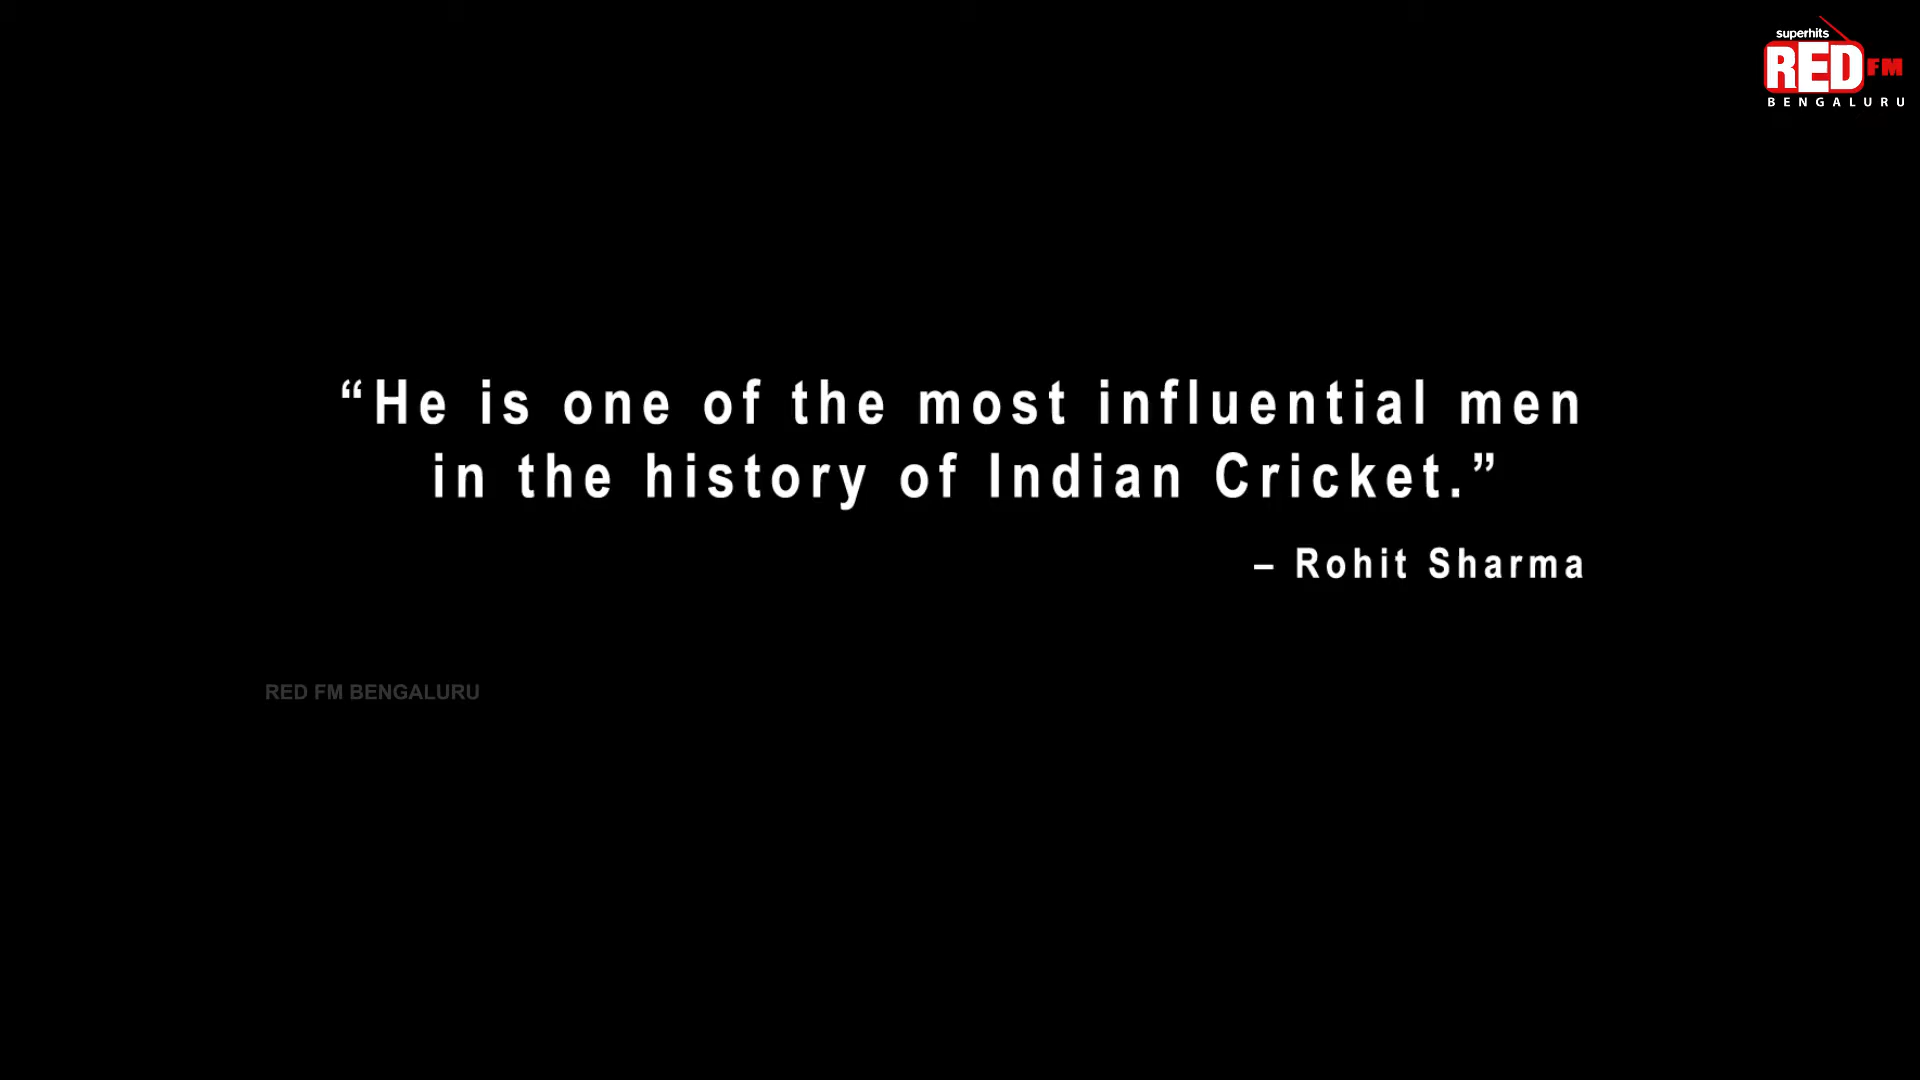 superhits
RED FM
BENGALURU
“He is one of the most influential men
in the history of Indian Cricket.”
– Rohit Sharma
RED FM BENGALURU